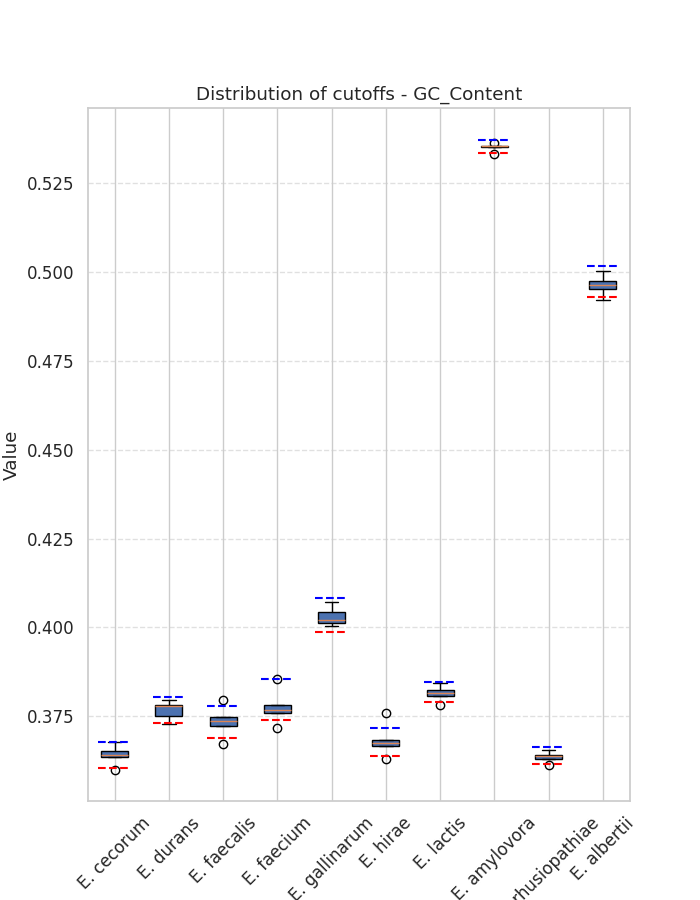 Distribution of cutoffs - GC_Content
Value
0.525
0.500
0.475
0.450
0.425
0.400
0.375
E. cecorum
E. durans
E. faecalis
E. faecium
E. gallinarum
E. hirae
E. lactis
E. amylovora
rhusiopathiae
E. albertii